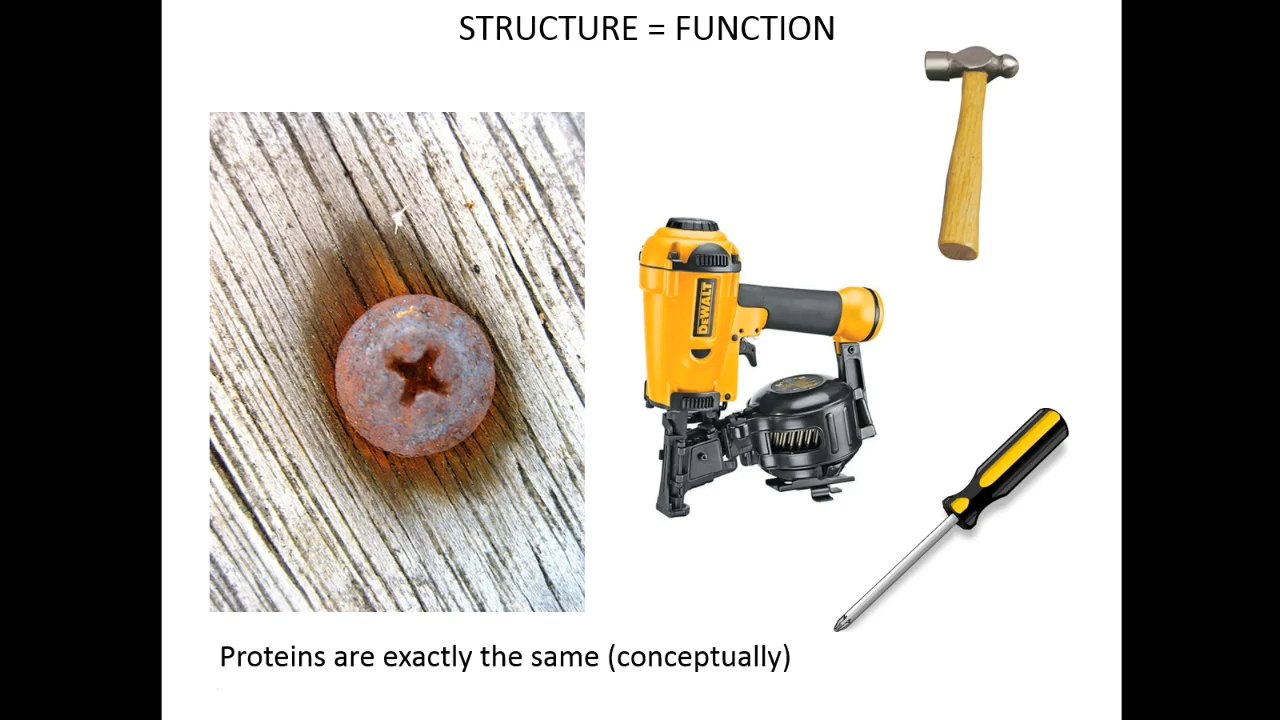 STRUCTURE = FUNCTION
DEWALT
Proteins are exactly the same (conceptually)